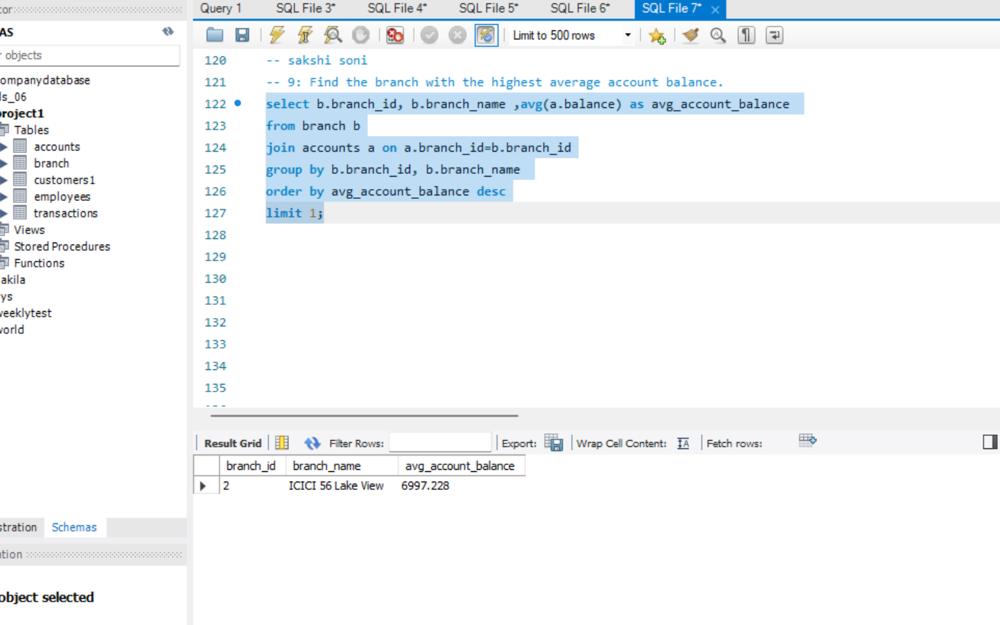 Query 1 SQL File 3* SQL File 4* SQL File 5* SQL File 6* SQL File 7* ×
tor
AS
Limit to 500 rows
r objects
ompanydatabase
ls_06
roject1
Tables
accounts
branch
customers1
employees
transactions
Views
Stored Procedures
Functions
akila
ys
weeklytest
world
stration Schemas
ation
object selected
120 -- sakshi soni
121 -- 9: Find the branch with the highest average account balance.
122 select b.branch_id, b.branch_name ,avg(a.balance) as avg_account_balance
123 from branch b
124 join accounts a on a.branch_id=b.branch_id
125 group by b.branch_id, b.branch_name
126 order by avg_account_balance desc
127 limit 1;
128
129
130
131
132
133
134
135
Result Grid Filter Rows: Export: Wrap Cell Content: Fetch rows:
branch_id branch_name avg_account_balance
2 ICICI 56 Lake View 6997.228